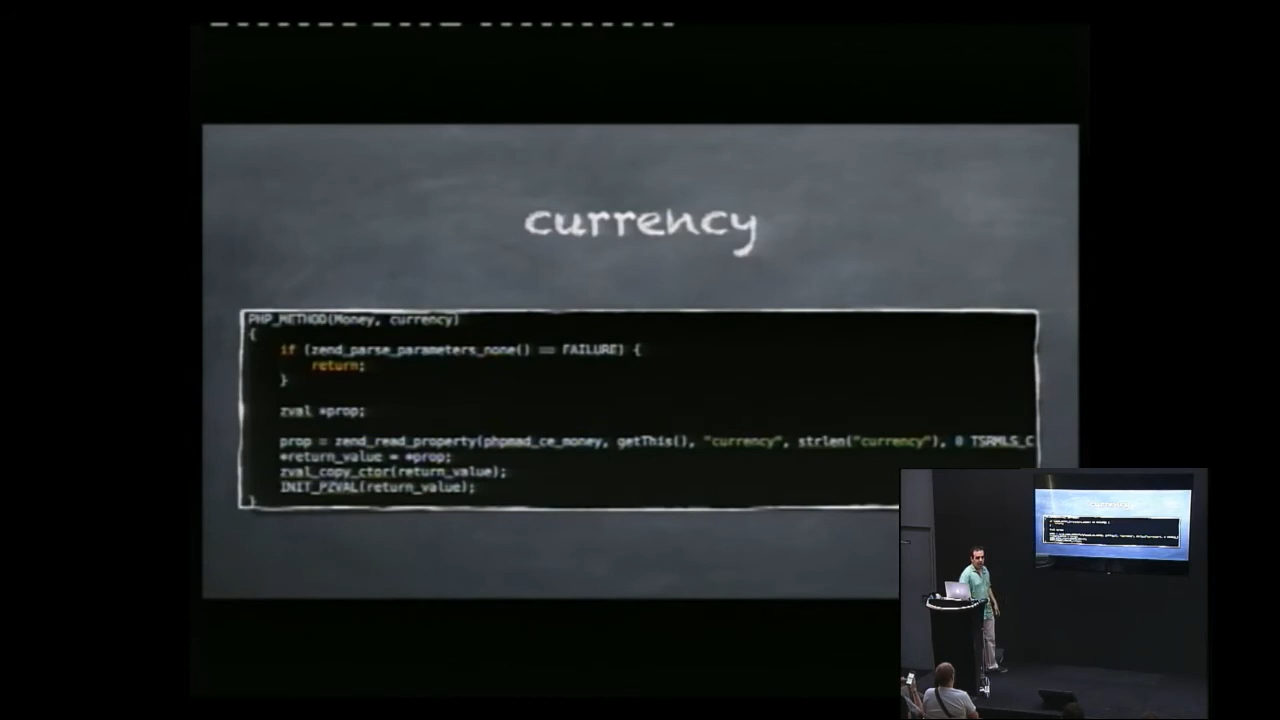 currency
PHP_METHOD(Money, currency)
{
if (zend_parse_parameters_none() == FAILURE) {
return;
}
zval *prop;
prop = zend_read_property(phpmad_ce_money, getThis(), "currency", strlen("currency"), 0 TSRMLS_C
*return_value = *prop;
zval_copy_ctor(return_value);
INIT_PZVAL(return_value);
}